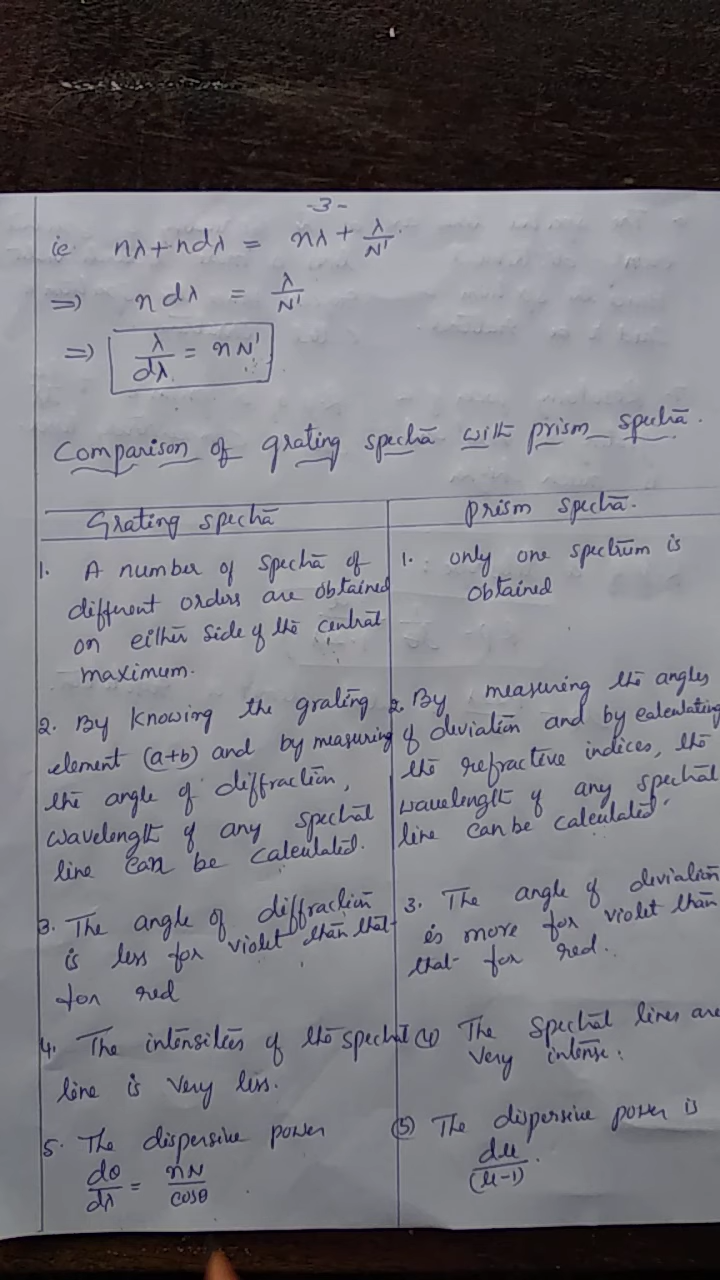 -3-
ie nλ+ndλ = nλ + λ/N'
⇒ ndλ = λ/N'
⇒ λ/dλ = nN'
Comparison of grating spectra with prism spectra.
Grating spectra
1. A number of spectra of
different orders are obtained
on either side of the central
maximum.
2. By knowing the grating
element (a+b) and by measuring
the angle of diffraction,
wavelength of any spectral
line can be calculated.
3. The angle of diffraction
is less for violet than that
for red
4. The intensities of the spectral
line is very less.
5. The dispersive power
dθ/dλ = nN/cosθ
prism spectra.
1. only one spectrum is
obtained
2. By measuring the angles
of deviation and by calculating
the refractive indices, the
wavelength of any spectral
line can be calculated.
3. The angle of deviation
is more for violet than
that for red.
(4) The spectral lines are
very intense.
(5) The dispersive power is
dμ/(μ-1).